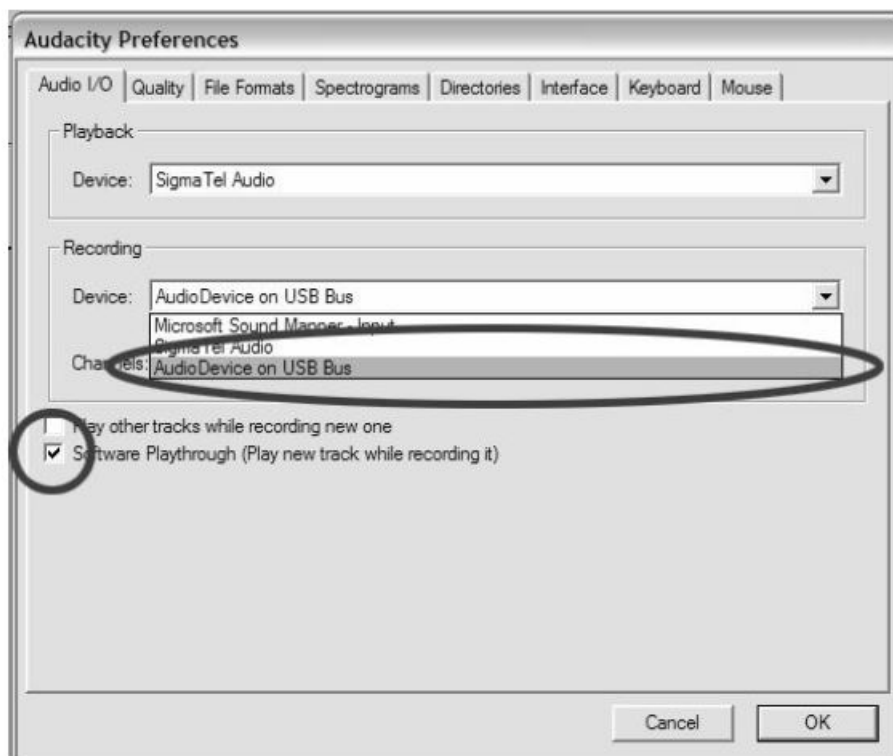 Audacity Preferences
Audio I/O Quality File Formats Spectrograms Directories Interface Keyboard Mouse
Playback
Device: SigmaTel Audio
Recording
Device: AudioDevice on USB Bus
Microsoft Sound Mapper - Input
SigmaTel Audio
Channels: AudioDevice on USB Bus
Play other tracks while recording new one
Software Playthrough (Play new track while recording it)
Cancel OK